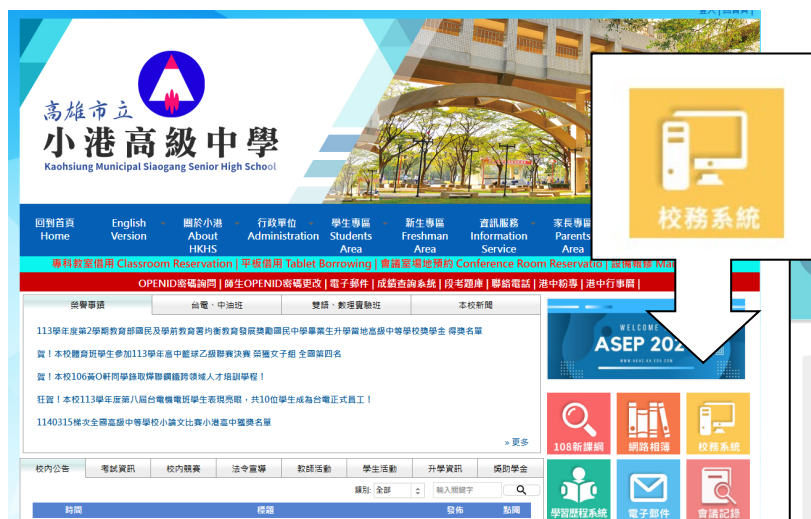 登入 | 回首頁 |
高雄市立
小港高級中學
Kaohsiung Municipal Siaogang Senior High School
校務系統
回到首頁 Home
English Version
關於小港 About HKHS
行政單位 Administration
學生專區 Students Area
新生專區 Freshman Area
資訊服務 Information Service
家長專區 Parents Area
專科教室借用 Classroom Reservation | 平板借用 Tablet Borrowing | 會議室場地預約 Conference Room Reservatio | 設備報修 Ma
OPENID密碼詢問 | 師生OPENID密碼更改 | 電子郵件 | 成績查詢系統 | 段考題庫 | 聯絡電話 | 港中粉專 | 港中行事曆 |
榮譽事蹟 台電、中油班 雙語、數理實驗班 本校新聞
113學年度第2學期教育部國民及學前教育署均衡教育發展獎勵國民中學畢業生升學當地高級中等學校獎學金 得獎名單
賀！本校體育班學生參加113學年高中籃球乙級聯賽決賽 榮獲女子組 全國第四名
賀！本校106黃O軒同學錄取燁聯鋼鐵跨領域人才培訓學程！
狂賀！本校113學年度第八屆台電機電班學生表現亮眼，共10位學生成為台電正式員工！
1140315梯次全國高級中等學校小論文比賽小港高中獲獎名單
» 更多
WELCOME
ASEP 202
108新課網 網路相簿 校務系統
學習歷程系統 電子郵件 會議記錄
校內公告 考試資訊 校內競賽 法令宣導 教師活動 學生活動 升學資訊 獎助學金
類別: 全部 輸入關鍵字
時間 標題 發佈 點閱